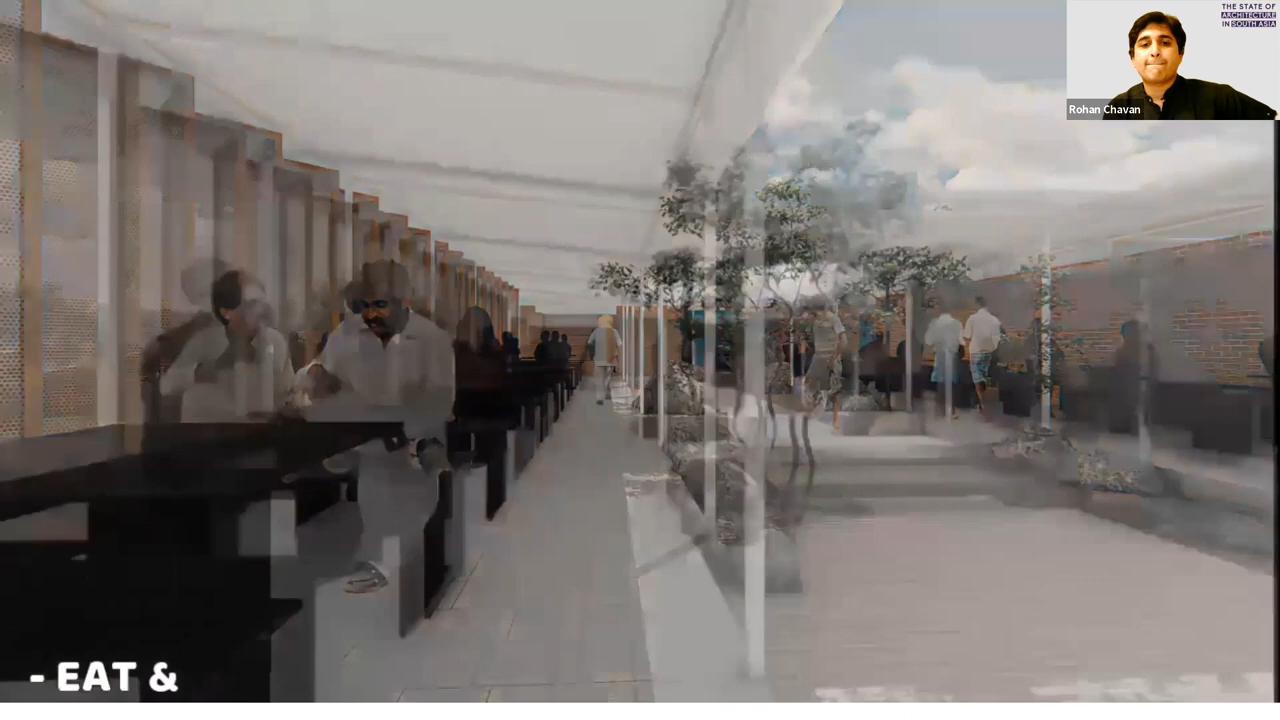 THE STATE OF
ARCHITECTURE
IN SOUTH ASIA
Rohan Chavan
- EAT &